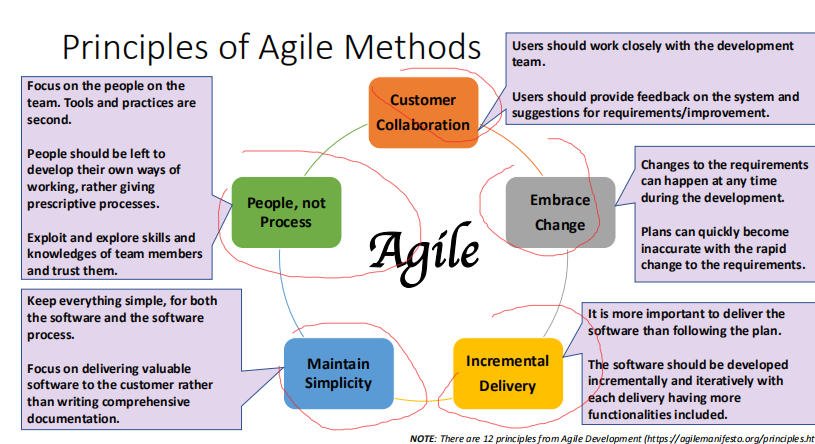 Principles of Agile Methods
Users should work closely with the development
team.
Users should provide feedback on the system and
suggestions for requirements/improvement.
Focus on the people on the
team. Tools and practices are
second.
People should be left to
develop their own ways of
working, rather giving
prescriptive processes.
Exploit and explore skills and
knowledges of team members
and trust them.
Customer
Collaboration
People, not
Process
Embrace
Change
Changes to the requirements
can happen at any time
during the development.
Plans can quickly become
inaccurate with the rapid
change to the requirements.
Agile
Keep everything simple, for both
the software and the software
process.
Focus on delivering valuable
software to the customer rather
than writing comprehensive
documentation.
Maintain
Simplicity
Incremental
Delivery
It is more important to deliver the
software than following the plan.
The software should be developed
incrementally and iteratively with
each delivery having more
functionalities included.
NOTE: There are 12 principles from Agile Development (https://agilemanifesto.org/principles.ht